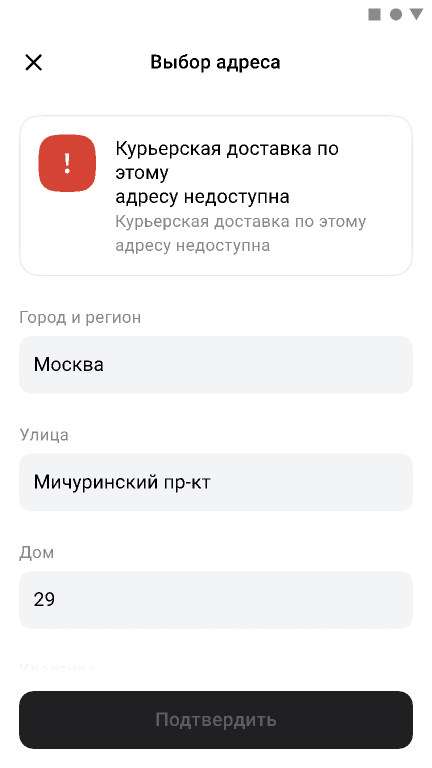 Выбор адреса
!
Курьерская доставка по
этому
адресу недоступна
Курьерская доставка по этому
адресу недоступна
Город и регион
Москва
Улица
Мичуринский пр-кт
Дом
29
Квартира
Подтвердить